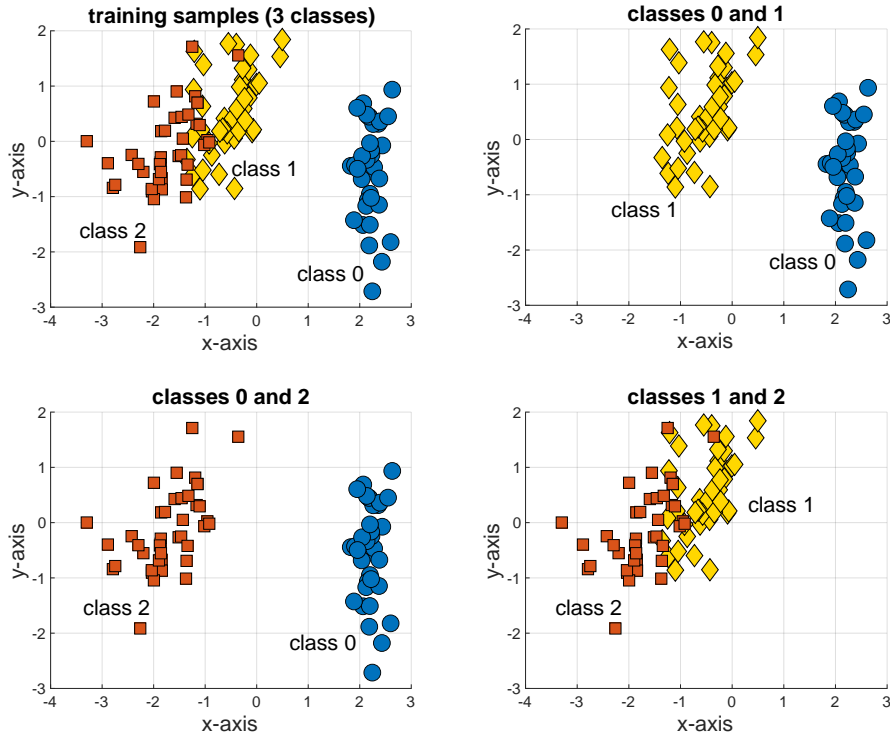 training samples (3 classes)
2
1
0
-1
-2
-3
y-axis
class 1
class 2
class 0
-4 -3 -2 -1 0 1 2 3
x-axis
classes 0 and 1
2
1
0
-1
-2
-3
y-axis
class 1
class 0
-4 -3 -2 -1 0 1 2 3
x-axis
classes 0 and 2
2
1
0
-1
-2
-3
y-axis
class 2
class 0
-4 -3 -2 -1 0 1 2 3
x-axis
classes 1 and 2
2
1
0
-1
-2
-3
y-axis
class 1
class 2
-4 -3 -2 -1 0 1 2 3
x-axis